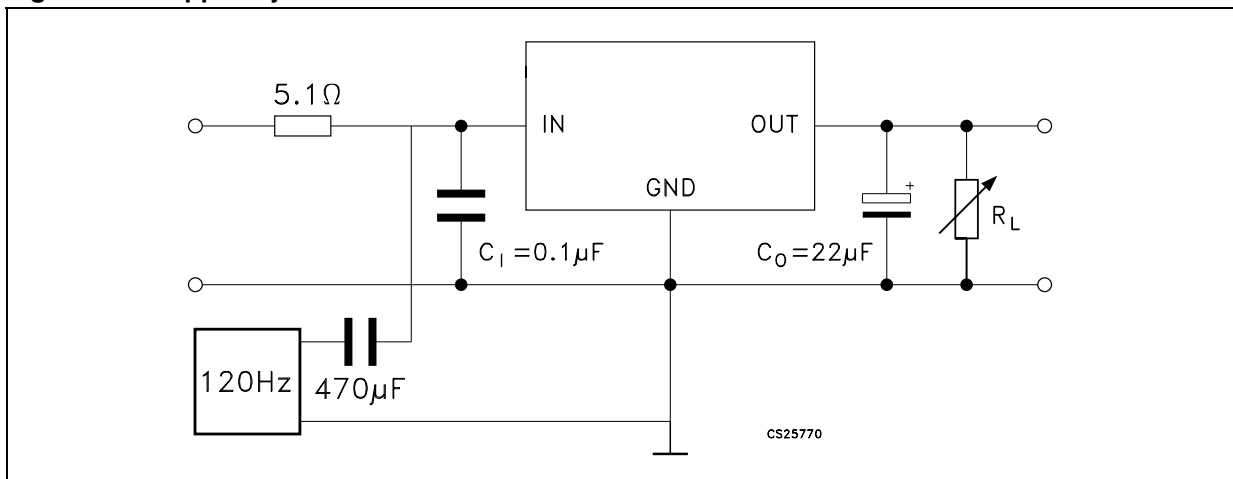 5.1Ω
IN
OUT
GND
+
R_L
C_I=0.1µF
C_O=22µF
120Hz
470µF
CS25770